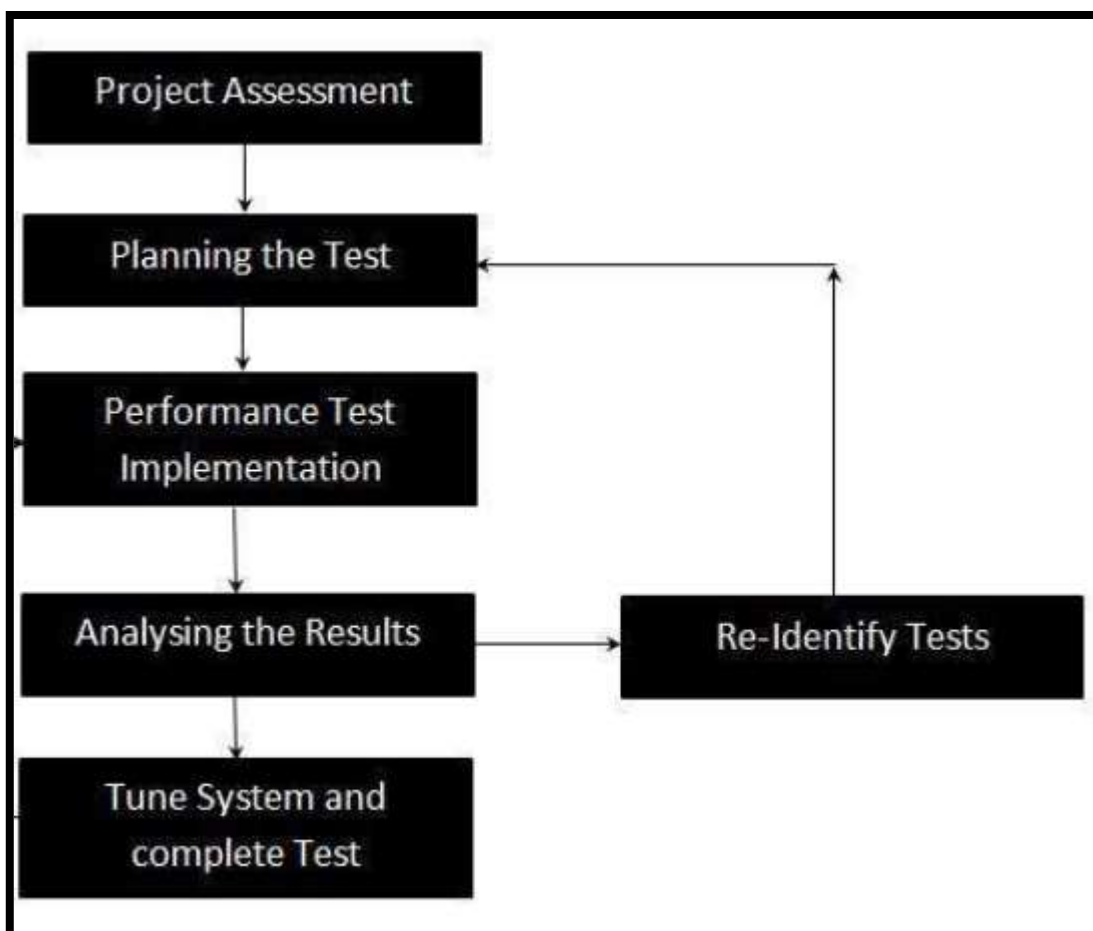 Project Assessment
Planning the Test
Performance Test
Implementation
Analysing the Results
Re-Identify Tests
Tune System and
complete Test